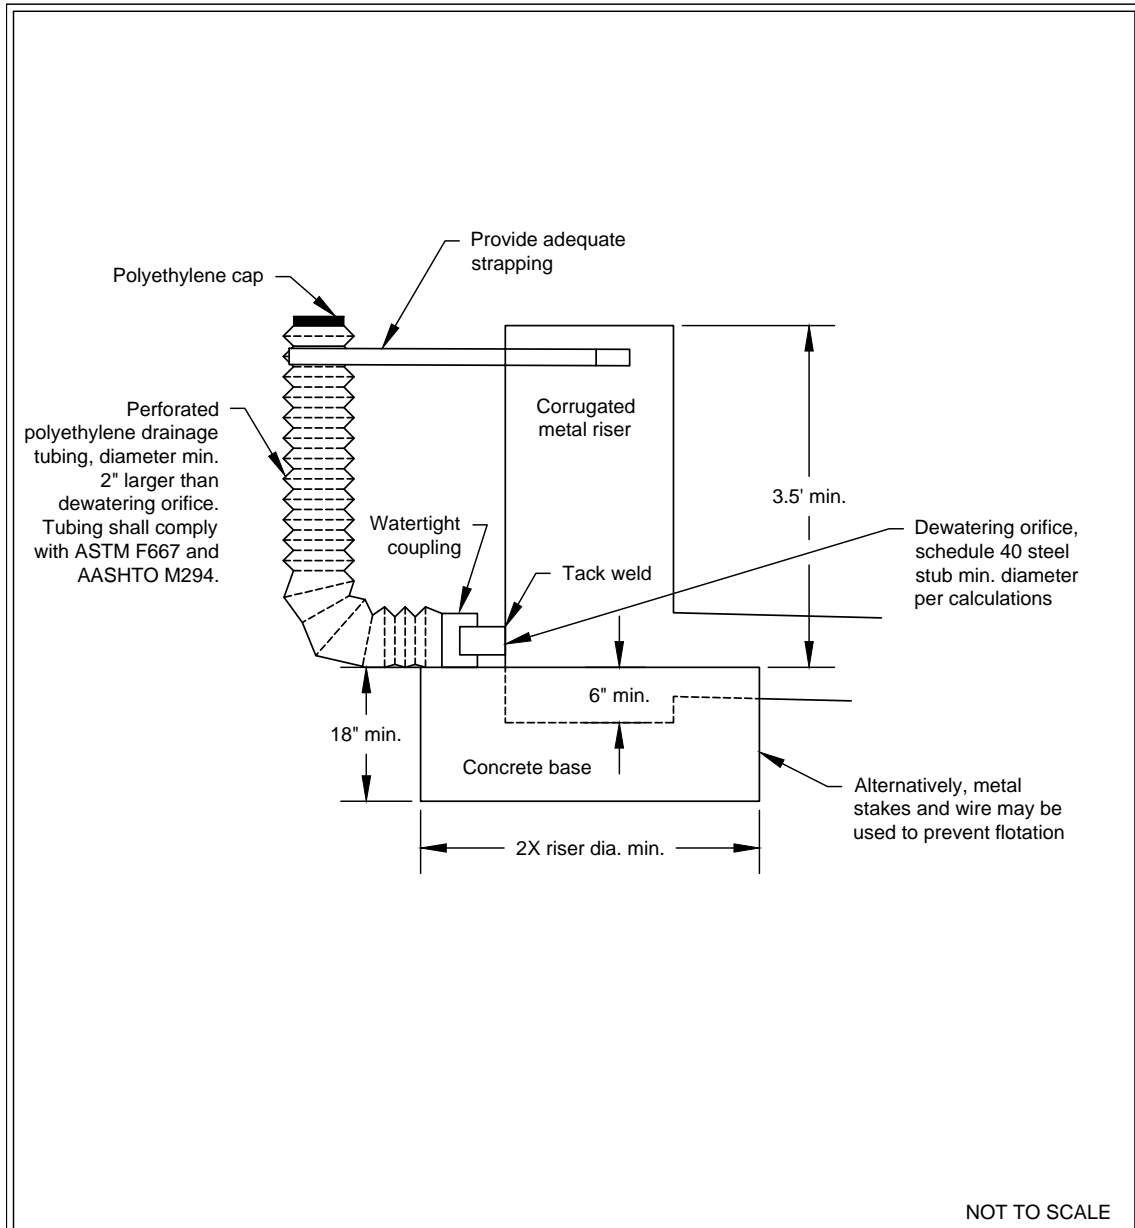 Provide adequate
strapping
Polyethylene cap
Perforated
polyethylene drainage
tubing, diameter min.
2" larger than
dewatering orifice.
Tubing shall comply
with ASTM F667 and
AASHTO M294.
Corrugated
metal riser
3.5' min.
Watertight
coupling
Tack weld
Dewatering orifice,
schedule 40 steel
stub min. diameter
per calculations
6" min.
18" min.
Concrete base
Alternatively, metal
stakes and wire may be
used to prevent flotation
2X riser dia. min.
NOT TO SCALE